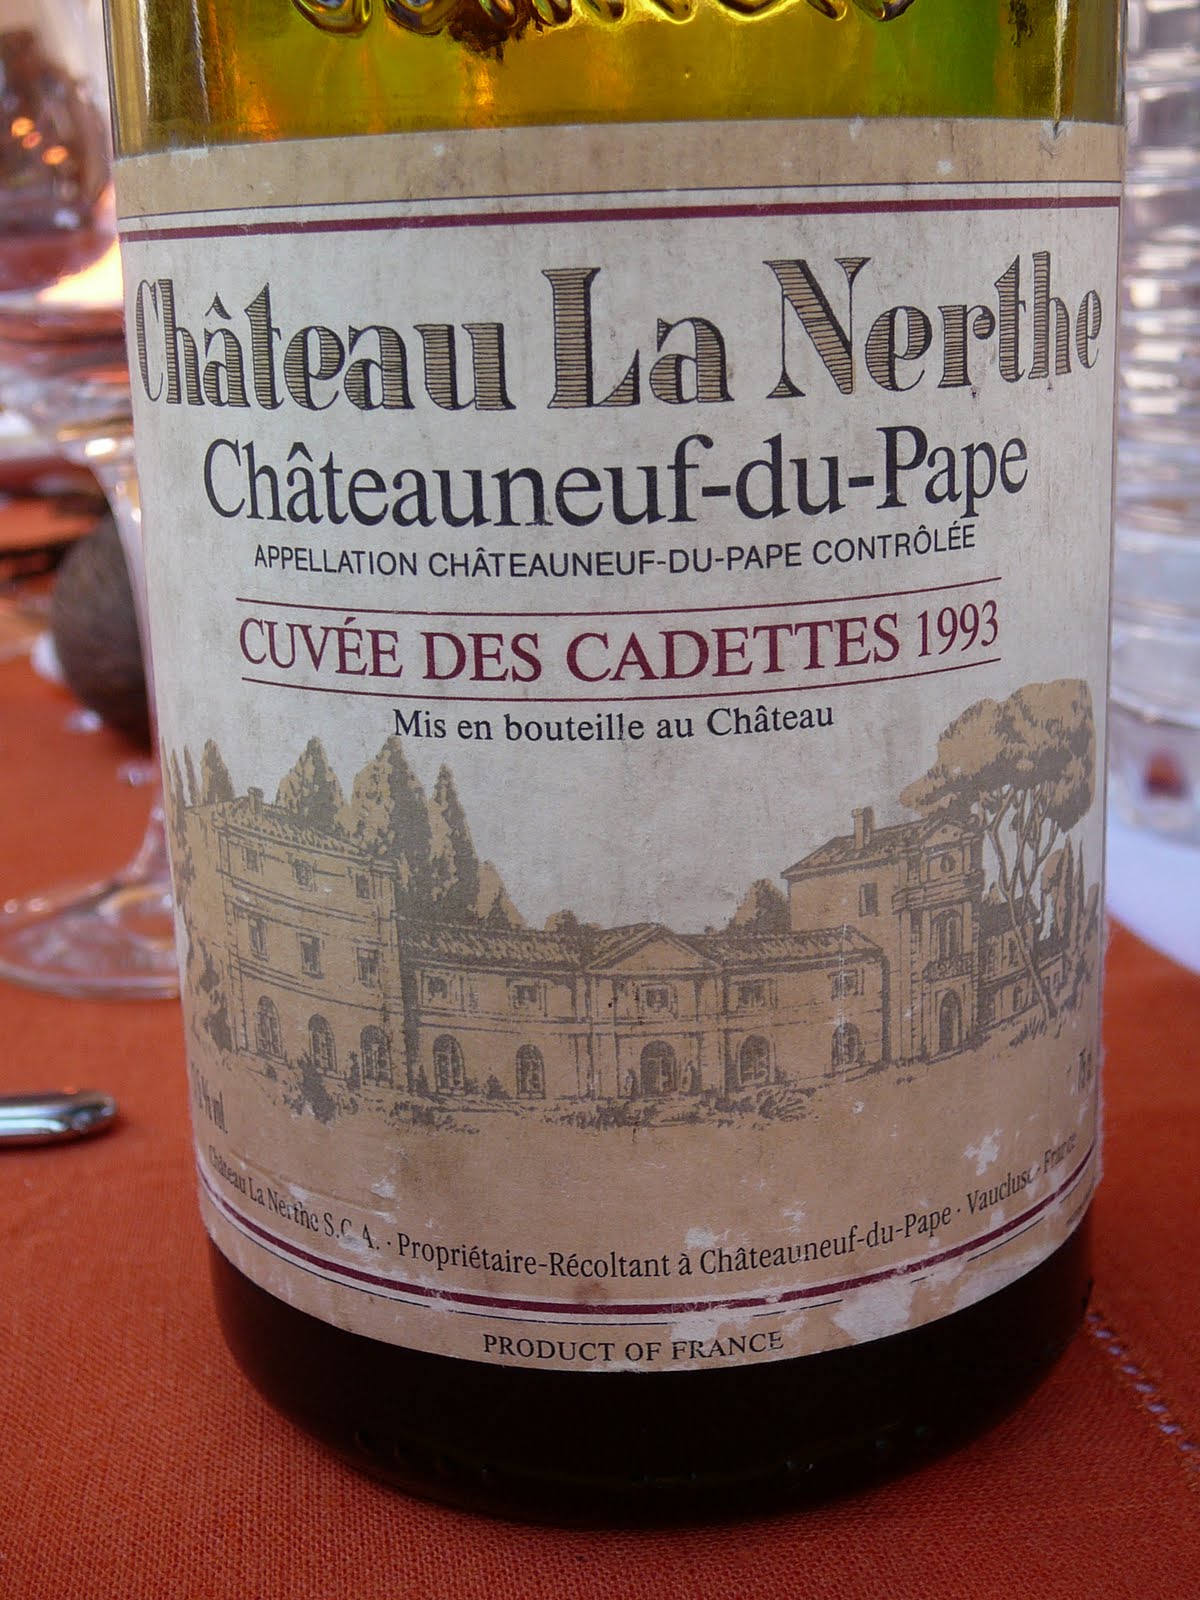 Château La Nerthe
Châteauneuf-du-Pape
APPELLATION CHÂTEAUNEUF-DU-PAPE CONTRÔLÉE
CUVÉE DES CADETTES 1993
Mis en bouteille au Château
Château La Nerthe S.C.A. · Propriétaire-Récoltant à Châteauneuf-du-Pape · Vaucluse · France
PRODUCT OF FRANCE